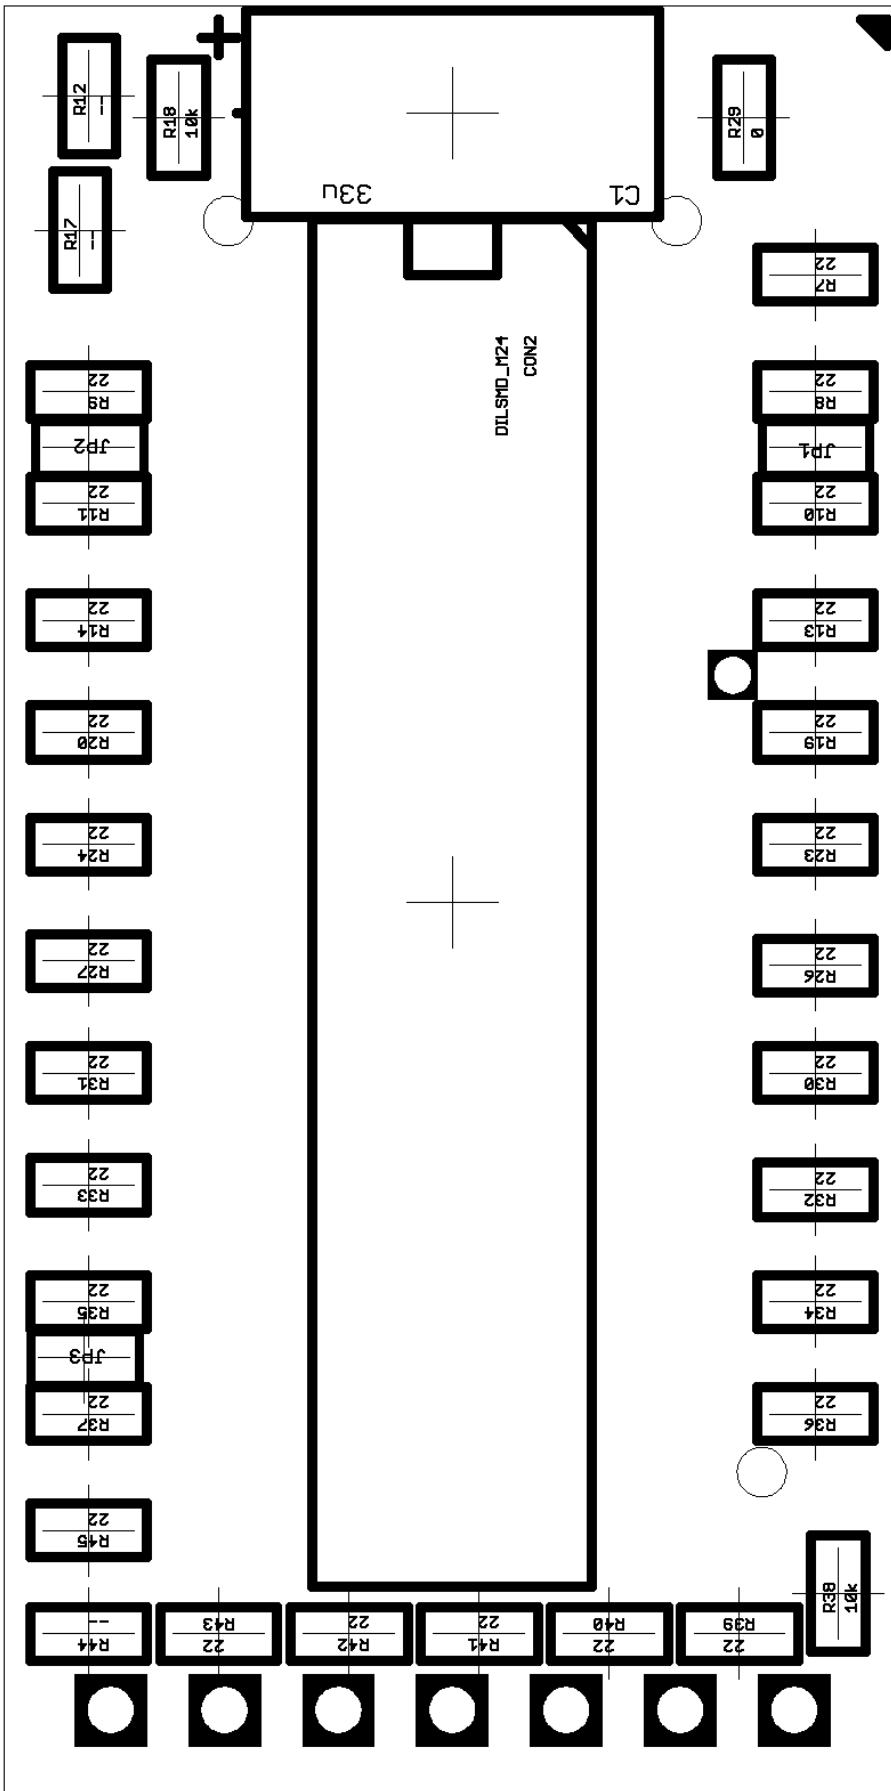 +
-
R12
--
R18
10k
R29
0
33u
C1
R17
--
22
R7
DILSMD_M24
CON2
22
R9
22
R8
JP2
JP1
22
R11
22
R10
22
R14
22
R13
22
R20
22
R19
22
R24
22
R23
22
R27
22
R26
22
R31
22
R30
22
R33
22
R32
22
R35
22
R34
JP3
22
R37
22
R36
22
R45
R38
10k
--
R44
R43
22
22
R42
22
R41
R40
22
R39
22